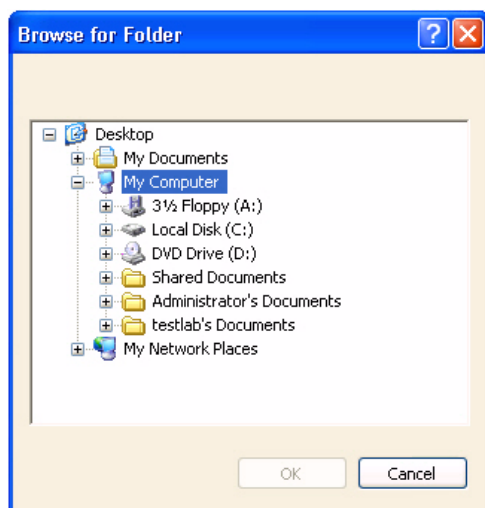 Browse for Folder
Desktop
My Documents
My Computer
3½ Floppy (A:)
Local Disk (C:)
DVD Drive (D:)
Shared Documents
Administrator's Documents
testlab's Documents
My Network Places
OK Cancel